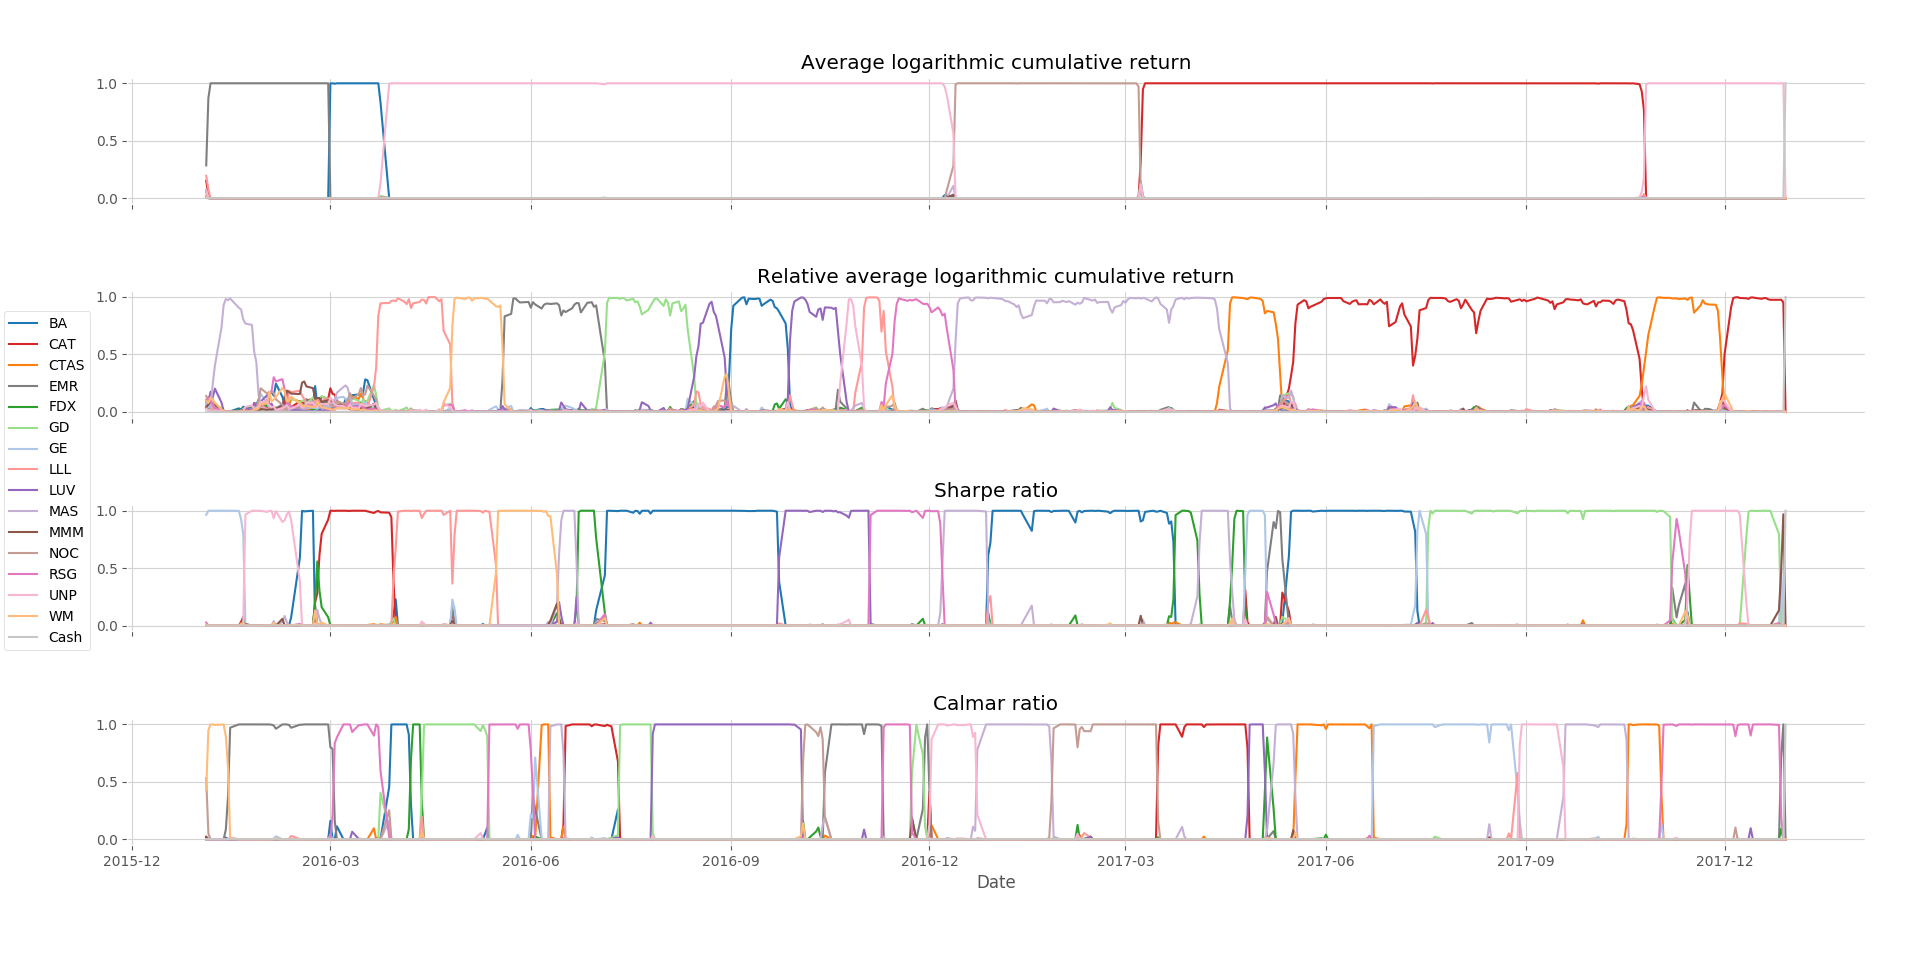 Average logarithmic cumulative return
1.0
0.5
0.0
Relative average logarithmic cumulative return
1.0
0.5
0.0
BA
CAT
CTAS
EMR
FDX
GD
GE
LLL
LUV
MAS
MMM
NOC
RSG
UNP
WM
Cash
Sharpe ratio
1.0
0.5
0.0
Calmar ratio
1.0
0.5
0.0
2015-12 2016-03 2016-06 2016-09 2016-12 2017-03 2017-06 2017-09 2017-12
Date